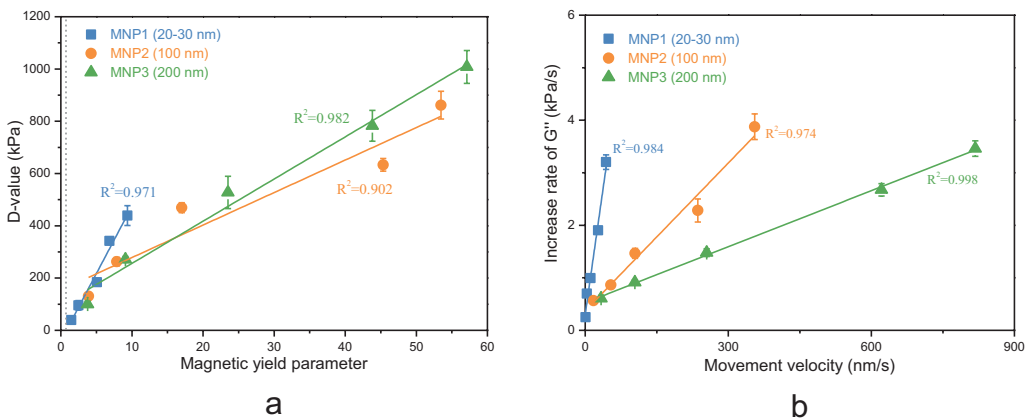 MNP1 (20-30 nm)
MNP2 (100 nm)
MNP3 (200 nm)
R²=0.982
R²=0.971
R²=0.902
D-value (kPa)
1200
1000
800
600
400
200
0
0 10 20 30 40 50 60
Magnetic yield parameter
a
MNP1 (20-30 nm)
MNP2 (100 nm)
MNP3 (200 nm)
R²=0.984
R²=0.974
R²=0.998
Increase rate of G'' (kPa/s)
6
4
2
0
0 300 600 900
Movement velocity (nm/s)
b